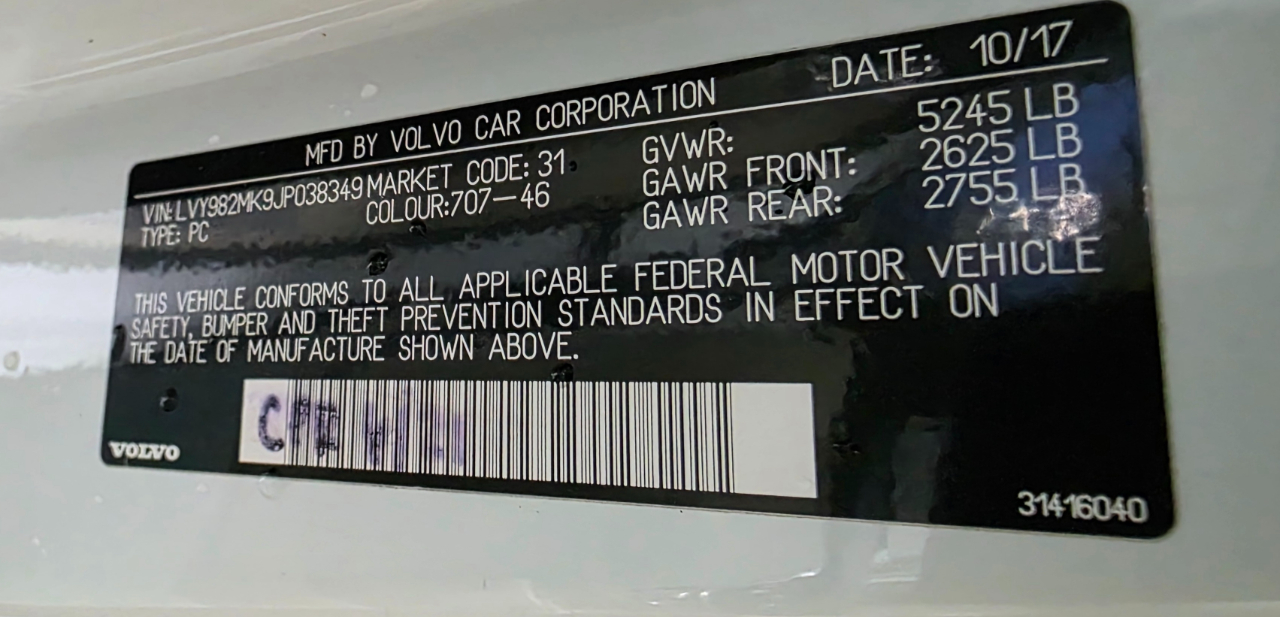 MFD BY VOLVO CAR CORPORATION DATE: 10/17
VIN: LVY982MK9JP038349 MARKET CODE: 31 GVWR: 5245 LB
TYPE: PC COLOUR:707-46 GAWR FRONT: 2625 LB
GAWR REAR: 2755 LB
THIS VEHICLE CONFORMS TO ALL APPLICABLE FEDERAL MOTOR VEHICLE
SAFETY, BUMPER AND THEFT PREVENTION STANDARDS IN EFFECT ON
THE DATE OF MANUFACTURE SHOWN ABOVE.
VOLVO
31416040